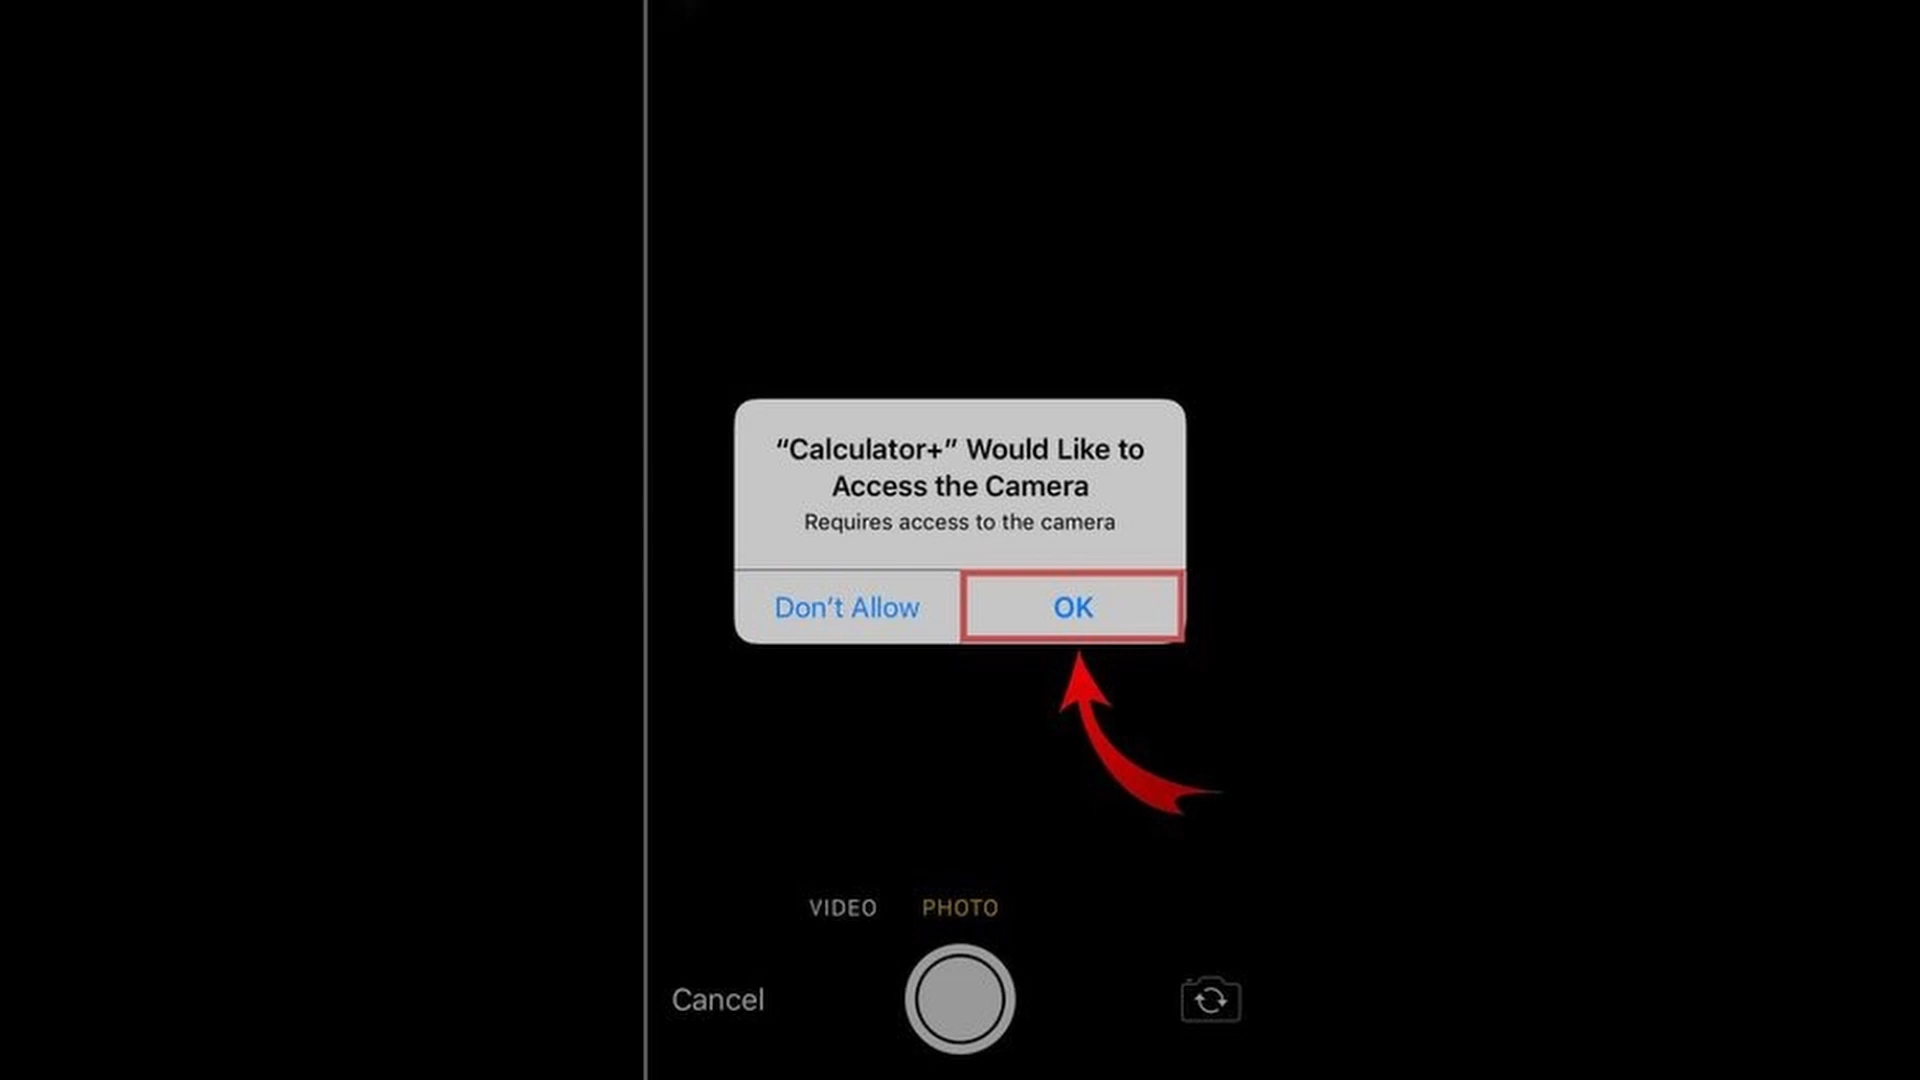 “Calculator+” Would Like to
Access the Camera
Requires access to the camera
Don’t Allow
OK
VIDEO
PHOTO
Cancel